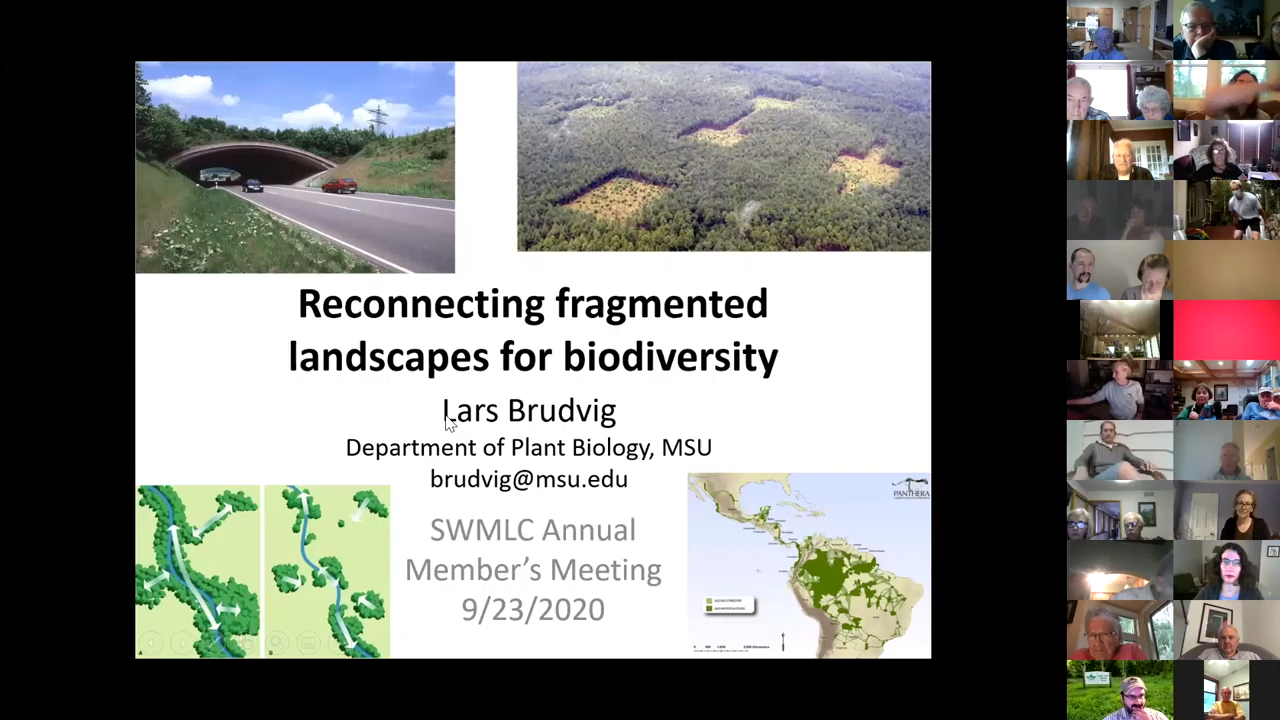 Reconnecting fragmented
landscapes for biodiversity
Lars Brudvig
Department of Plant Biology, MSU
brudvig@msu.edu
SWMLC Annual
Member's Meeting
9/23/2020
PANTHERA
A
B